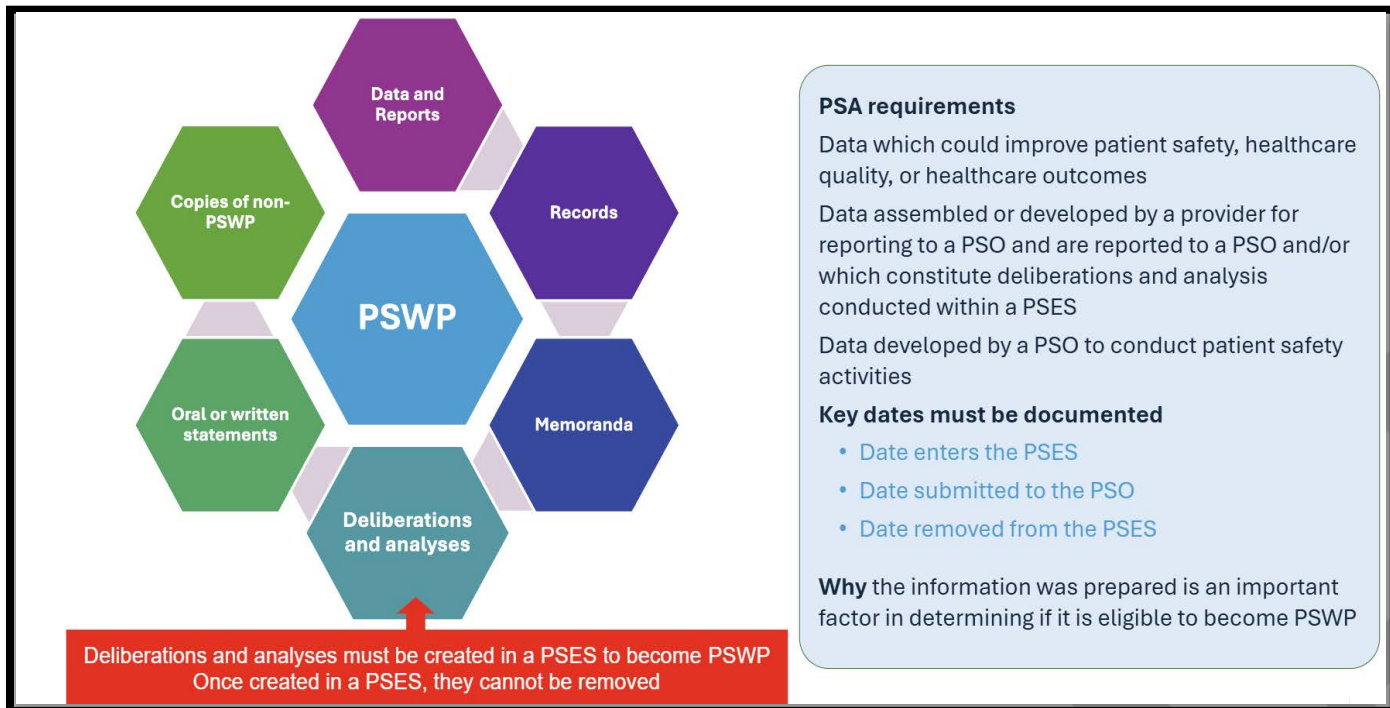 Data and
Reports
Copies of non-
PSWP
Records
PSWP
Oral or written
statements
Memoranda
Deliberations
and analyses
Deliberations and analyses must be created in a PSES to become PSWP
Once created in a PSES, they cannot be removed
PSA requirements
Data which could improve patient safety, healthcare
quality, or healthcare outcomes
Data assembled or developed by a provider for
reporting to a PSO and are reported to a PSO and/or
which constitute deliberations and analysis
conducted within a PSES
Data developed by a PSO to conduct patient safety
activities
Key dates must be documented
• Date enters the PSES
• Date submitted to the PSO
• Date removed from the PSES
Why the information was prepared is an important
factor in determining if it is eligible to become PSWP